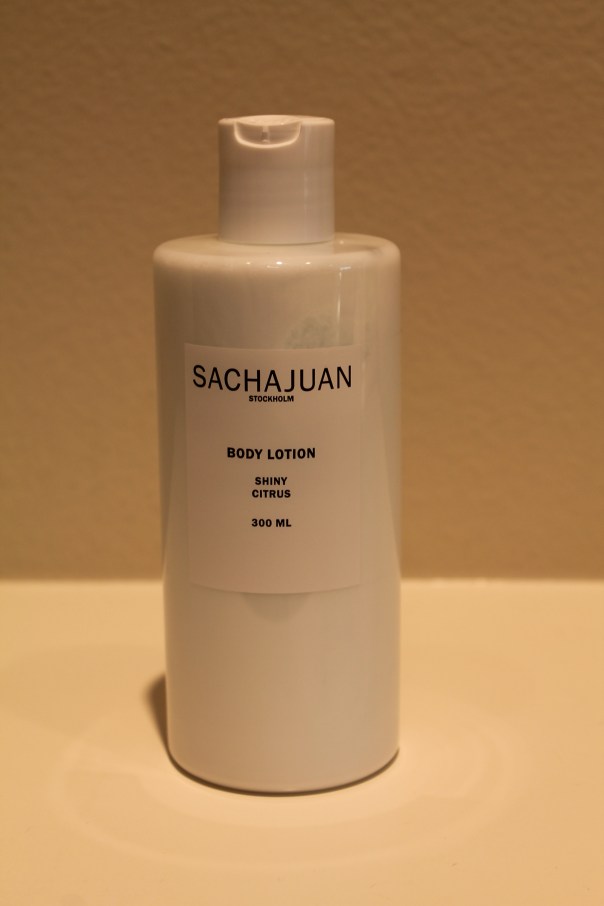 SACHAJUAN
STOCKHOLM
BODY LOTION
SHINY
CITRUS
300 ML